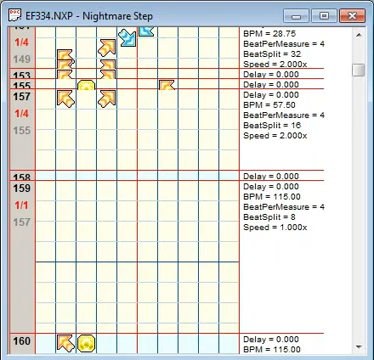 EF334.NXP - Nightmare Step
BPM = 28.75
1/4
BeatPerMeasure = 4
BeatSplit = 32
149
Speed = 2.000x
153
Delay = 0.000
155
Delay = 0.000
157
Delay = 0.000
BPM = 57.50
1/4
BeatPerMeasure = 4
BeatSplit = 16
155
Speed = 2.000x
158
Delay = 0.000
159
Delay = 0.000
BPM = 115.00
1/1
BeatPerMeasure = 4
BeatSplit = 8
157
Speed = 1.000x
160
Delay = 0.000
BPM = 115.00